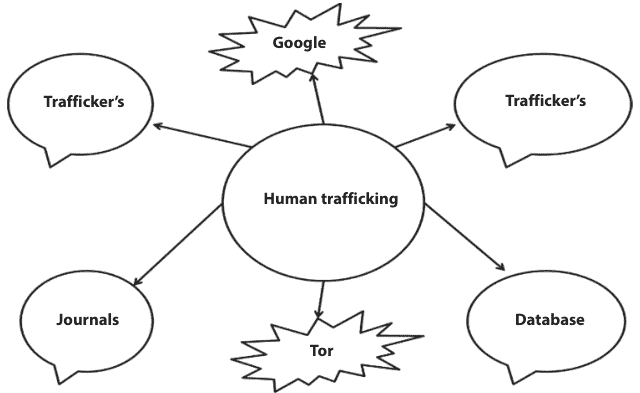 Google
Trafficker's
Trafficker's
Human trafficking
Journals
Database
Tor